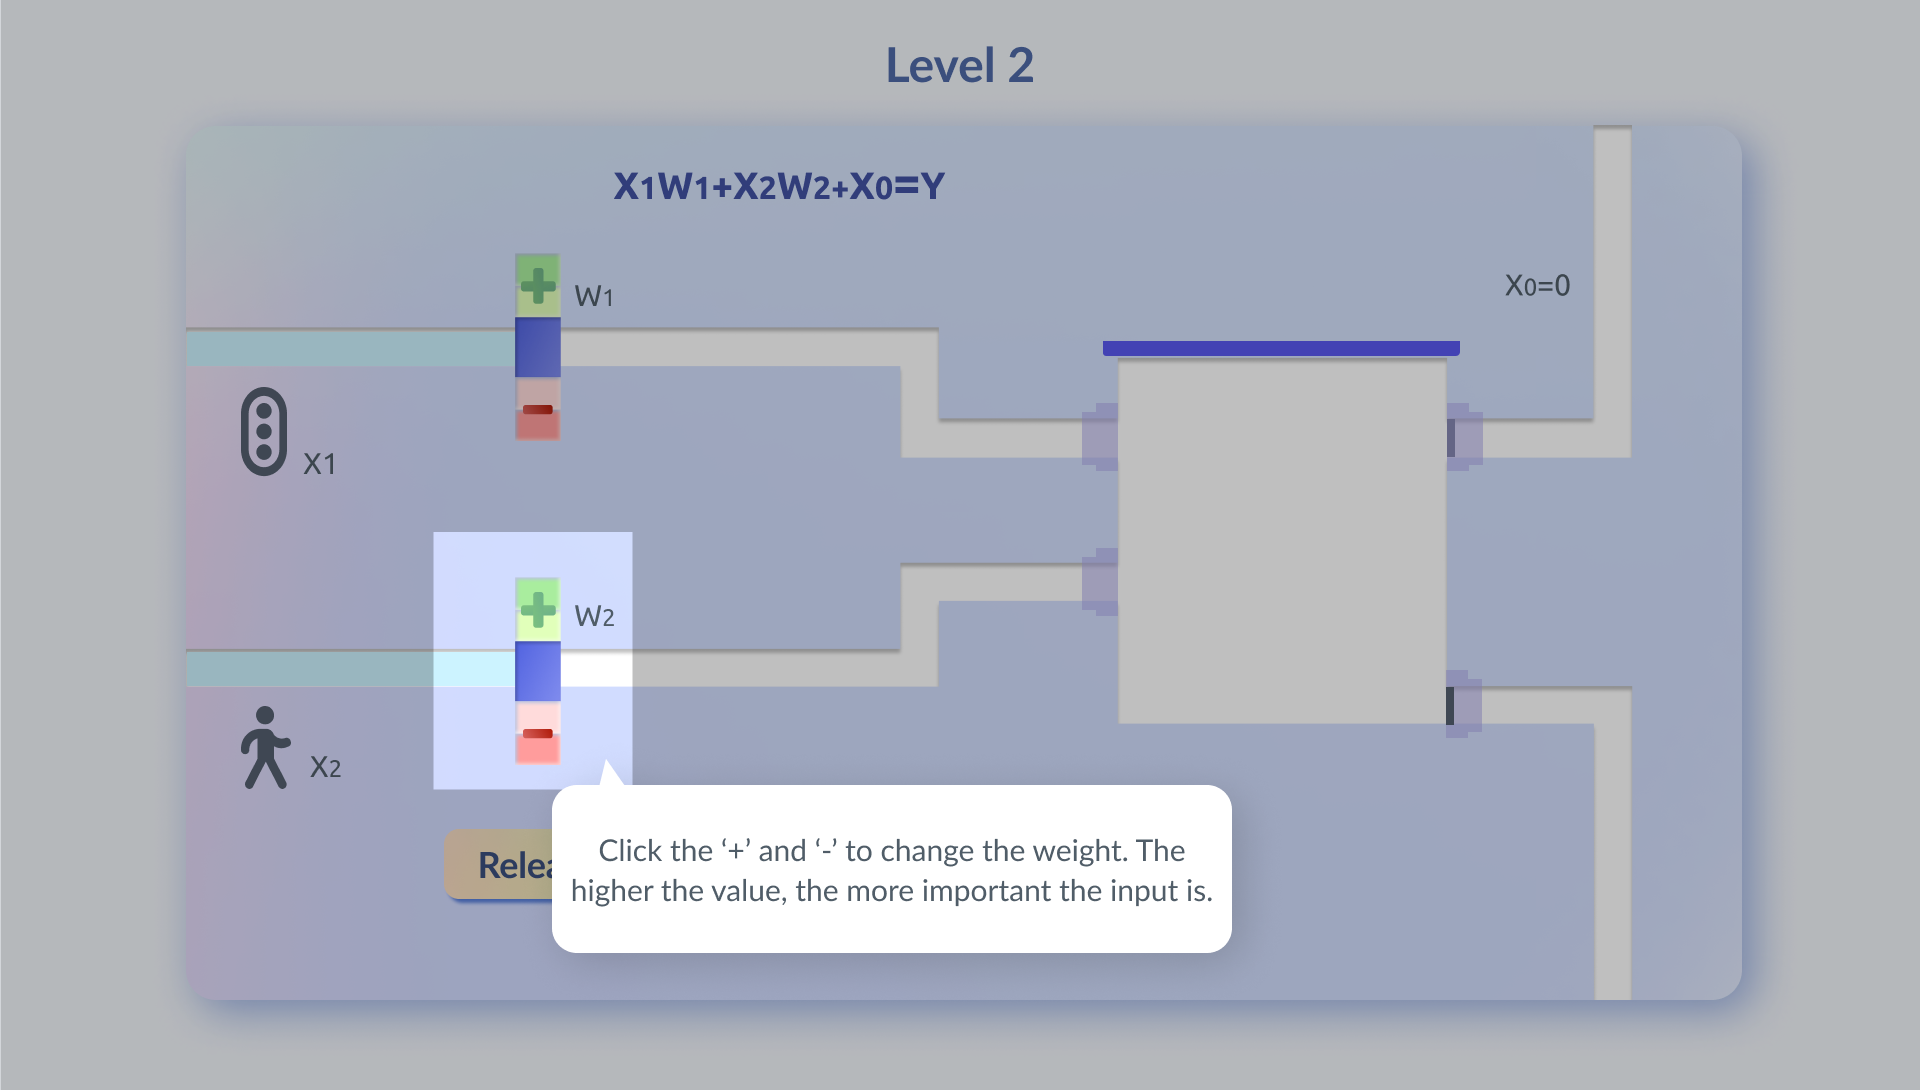 Level 2
X1W1+X2W2+X0=Y
W1
X0=0
X1
W2
X2
Click the ‘+’ and ‘-’ to change the weight. The
higher the value, the more important the input is.